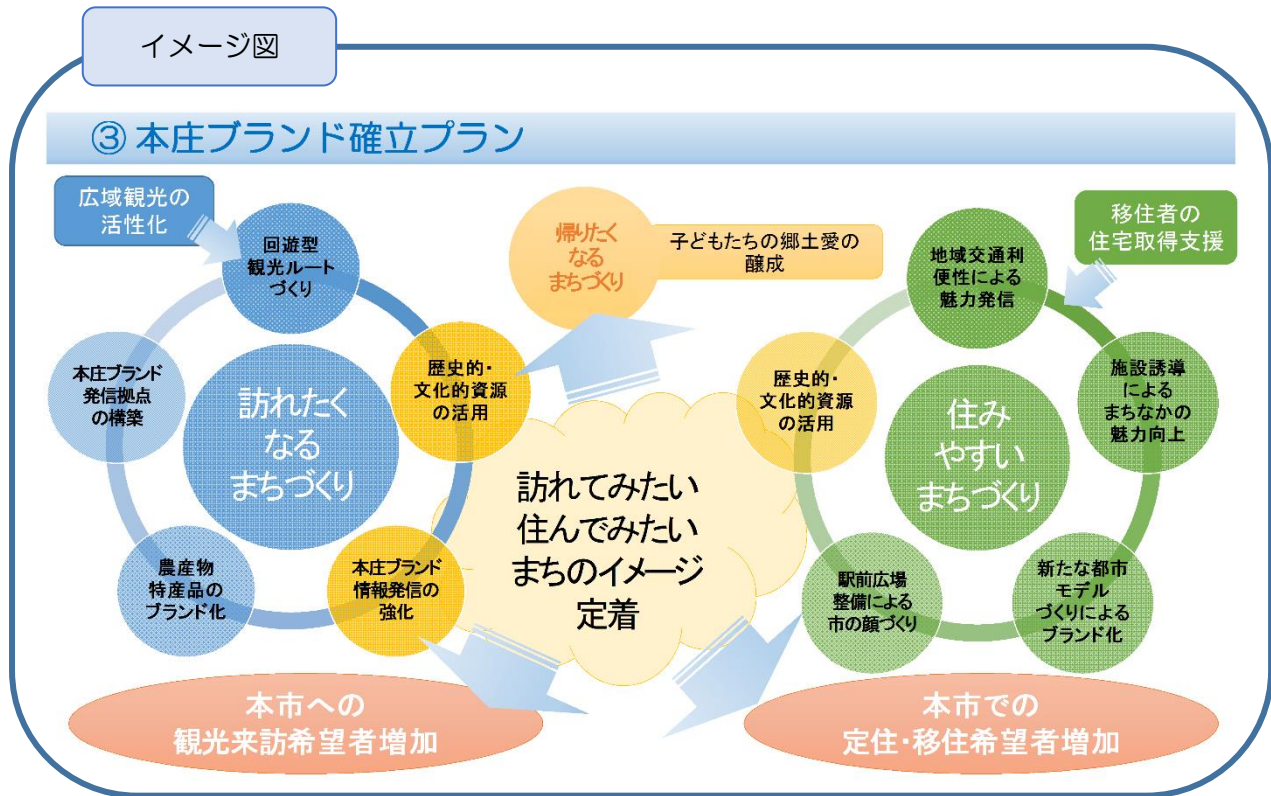 イメージ図
③ 本庄ブランド確立プラン
広域観光の
活性化
回遊型
観光ルート
づくり
本庄ブランド
発信拠点
の構築
訪れたく
なる
まちづくり
歴史的・
文化的資源
の活用
農産物
特産品の
ブランド化
本庄ブランド
情報発信の
強化
本市への
観光来訪希望者増加
帰りたく
なる
まちづくり
子どもたちの郷土愛の
醸成
訪れてみたい
住んでみたい
まちのイメージ
定着
移住者の
住宅取得支援
地域交通利
便性による
魅力発信
歴史的・
文化的資源
の活用
住み
やすい
まちづくり
施設誘導
による
まちなかの
魅力向上
駅前広場
整備による
市の顔づくり
新たな都市
モデル
づくりによる
ブランド化
本市での
定住・移住希望者増加